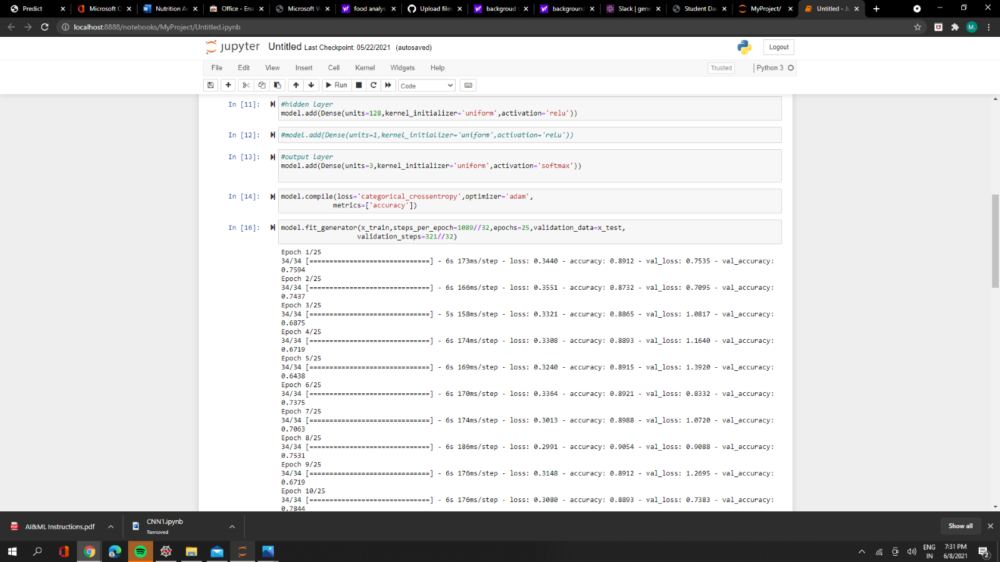 Predict
Microsoft O
Nutrition A
Office - Ena
Microsoft W
food analys
Upload files
backgroud
background
Slack | gene
Student Das
MyProject/
Untitled - J
localhost:8888/notebooks/MyProject/Untitled.ipynb
M.
jupyter Untitled Last Checkpoint: 05/22/2021 (autosaved)
Logout
File Edit View Insert Cell Kernel Widgets Help
Trusted
Python 3
Run
Code
In [11]:
#hidden layer
model.add(Dense(units=128,kernel_initializer='uniform',activation='relu'))
In [12]:
#model.add(Dense(units=1,kernel_initializer='uniform',activation='relu'))
In [13]:
#output layer
model.add(Dense(units=3,kernel_initializer='uniform',activation='softmax'))
In [14]:
model.compile(loss='categorical_crossentropy',optimizer='adam',
metrics=['accuracy'])
In [16]:
model.fit_generator(x_train,steps_per_epoch=1089//32,epochs=25,validation_data=x_test,
validation_steps=321//32)
Epoch 1/25
34/34 [==============================] - 6s 173ms/step - loss: 0.3440 - accuracy: 0.8912 - val_loss: 0.7535 - val_accuracy:
0.7594
Epoch 2/25
34/34 [==============================] - 6s 166ms/step - loss: 0.3551 - accuracy: 0.8732 - val_loss: 0.7095 - val_accuracy:
0.7437
Epoch 3/25
34/34 [==============================] - 5s 158ms/step - loss: 0.3321 - accuracy: 0.8865 - val_loss: 1.0817 - val_accuracy:
0.6875
Epoch 4/25
34/34 [==============================] - 6s 174ms/step - loss: 0.3308 - accuracy: 0.8893 - val_loss: 1.1640 - val_accuracy:
0.6719
Epoch 5/25
34/34 [==============================] - 6s 169ms/step - loss: 0.3240 - accuracy: 0.8915 - val_loss: 1.3920 - val_accuracy:
0.6438
Epoch 6/25
34/34 [==============================] - 6s 170ms/step - loss: 0.3364 - accuracy: 0.8921 - val_loss: 0.8332 - val_accuracy:
0.7375
Epoch 7/25
34/34 [==============================] - 6s 174ms/step - loss: 0.3013 - accuracy: 0.8988 - val_loss: 1.0720 - val_accuracy:
0.7063
Epoch 8/25
34/34 [==============================] - 6s 186ms/step - loss: 0.2991 - accuracy: 0.9054 - val_loss: 0.9088 - val_accuracy:
0.7531
Epoch 9/25
34/34 [==============================] - 6s 176ms/step - loss: 0.3148 - accuracy: 0.8912 - val_loss: 1.2695 - val_accuracy:
0.6719
Epoch 10/25
34/34 [==============================] - 6s 176ms/step - loss: 0.3080 - accuracy: 0.8893 - val_loss: 0.7383 - val_accuracy:
0.7844
AI&ML Instructions.pdf
CNN1.ipynb
Removed
Show all
ENG
IN
7:31 PM
6/8/2021
2